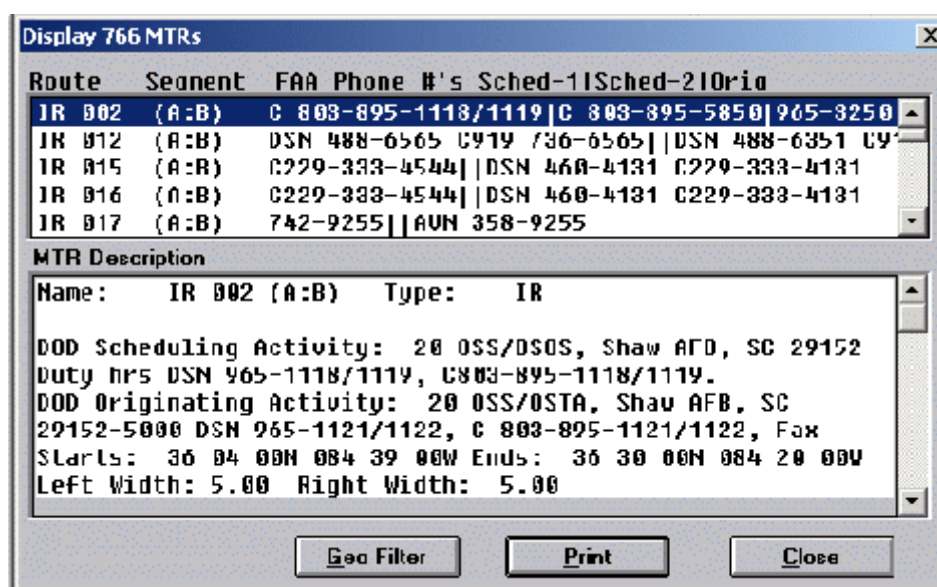 Display 766 MTRs
Route Segment FAA Phone #'s Sched-1|Sched-2|Orig
IR 002 (A:B) C 803-895-1118/1119|C 803-895-5850|965-3250
IR 012 (A:B) DSN 488-6565 C919 736-6565||DSN 488-6351 C91
IR 015 (A:B) C229-333-4544||DSN 460-4131 C229-333-4131
IR 016 (A:B) C229-333-4544||DSN 460-4131 C229-333-4131
IR 017 (A:B) 742-9255||AVN 358-9255
MTR Description
Name: IR 002 (A:B) Type: IR
DOD Scheduling Activity: 20 OSS/DSOS, Shaw AFB, SC 29152
Duty hrs DSN 965-1118/1119, C803-895-1118/1119.
DOD Originating Activity: 20 OSS/OSTA, Shaw AFB, SC
29152-5000 DSN 965-1121/1122, C 803-895-1121/1122, Fax
Starts: 36 04 00N 084 39 00W Ends: 36 30 00N 084 20 00W
Left Width: 5.00 Right Width: 5.00
Geo Filter Print Close